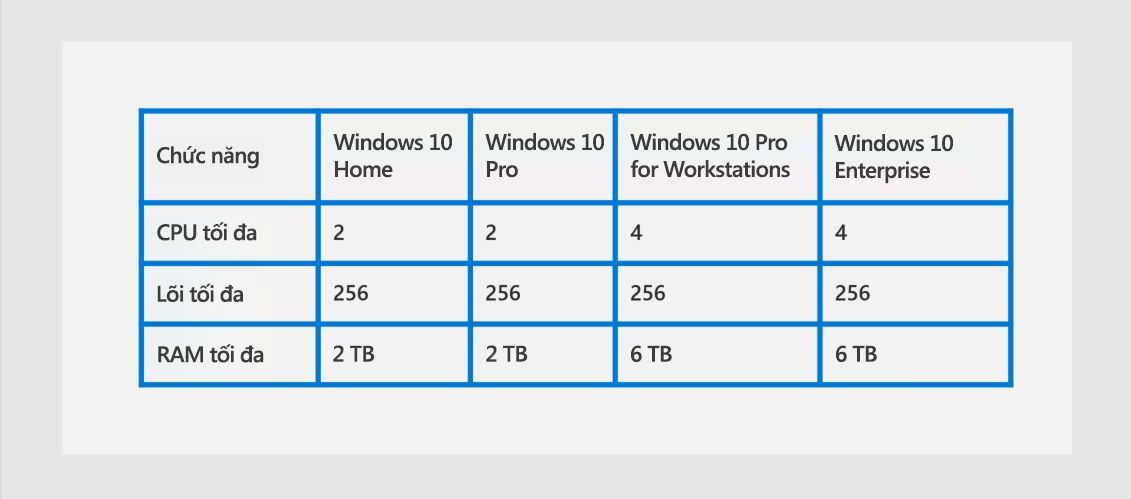 Chức năng
Windows 10
Home
Windows 10
Pro
Windows 10 Pro
for Workstations
Windows 10
Enterprise
CPU tối đa 2 2 4 4
Lõi tối đa 256 256 256 256
RAM tối đa 2 TB 2 TB 6 TB 6 TB